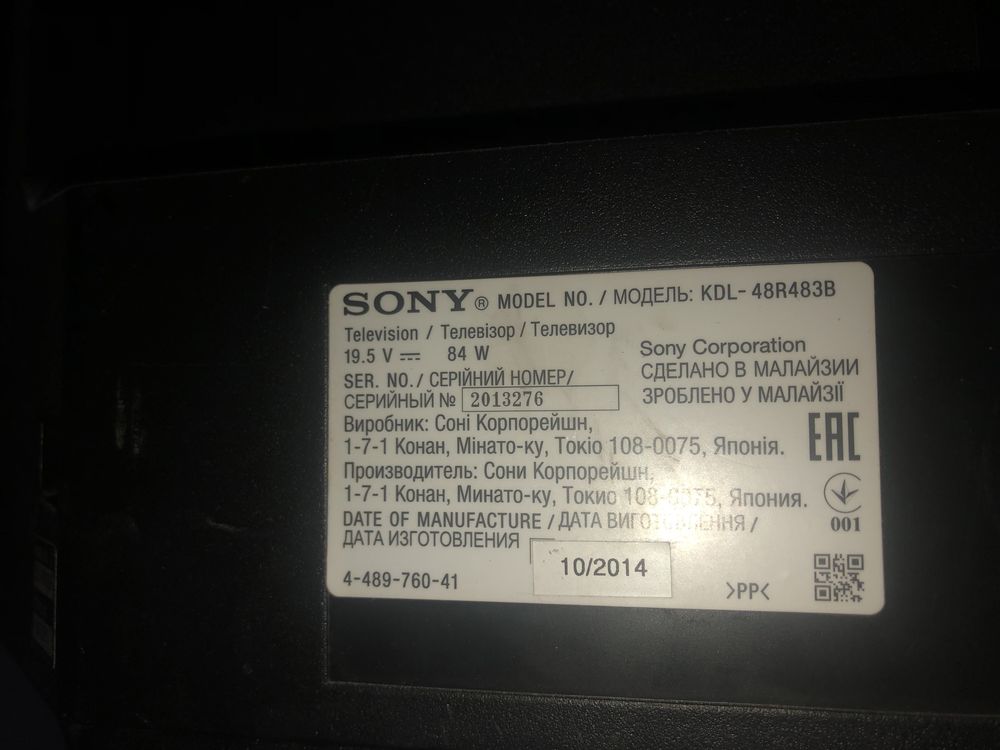 SONY® MODEL NO. / МОДЕЛЬ: KDL- 48R483B
Television / Телевізор / Телевизор
19.5 V ⎓ 84 W
Sony Corporation
СДЕЛАНО В МАЛАЙЗИИ
ЗРОБЛЕНО У МАЛАЙЗІЇ
SER. NO./ СЕРІЙНИЙ НОМЕР/
СЕРИЙНЫЙ № 2013276
Виробник: Соні Корпорейшн,
1-7-1 Конан, Мінато-ку, Токіо 108-0075, Японія.
Производитель: Сони Корпорейшн,
1-7-1 Конан, Минато-ку, Токио 108-0075, Япония.
EAC
001
DATE OF MANUFACTURE / ДАТА ВИГОТОВЛЕННЯ /
ДАТА ИЗГОТОВЛЕНИЯ
10/2014
4-489-760-41
>PP<